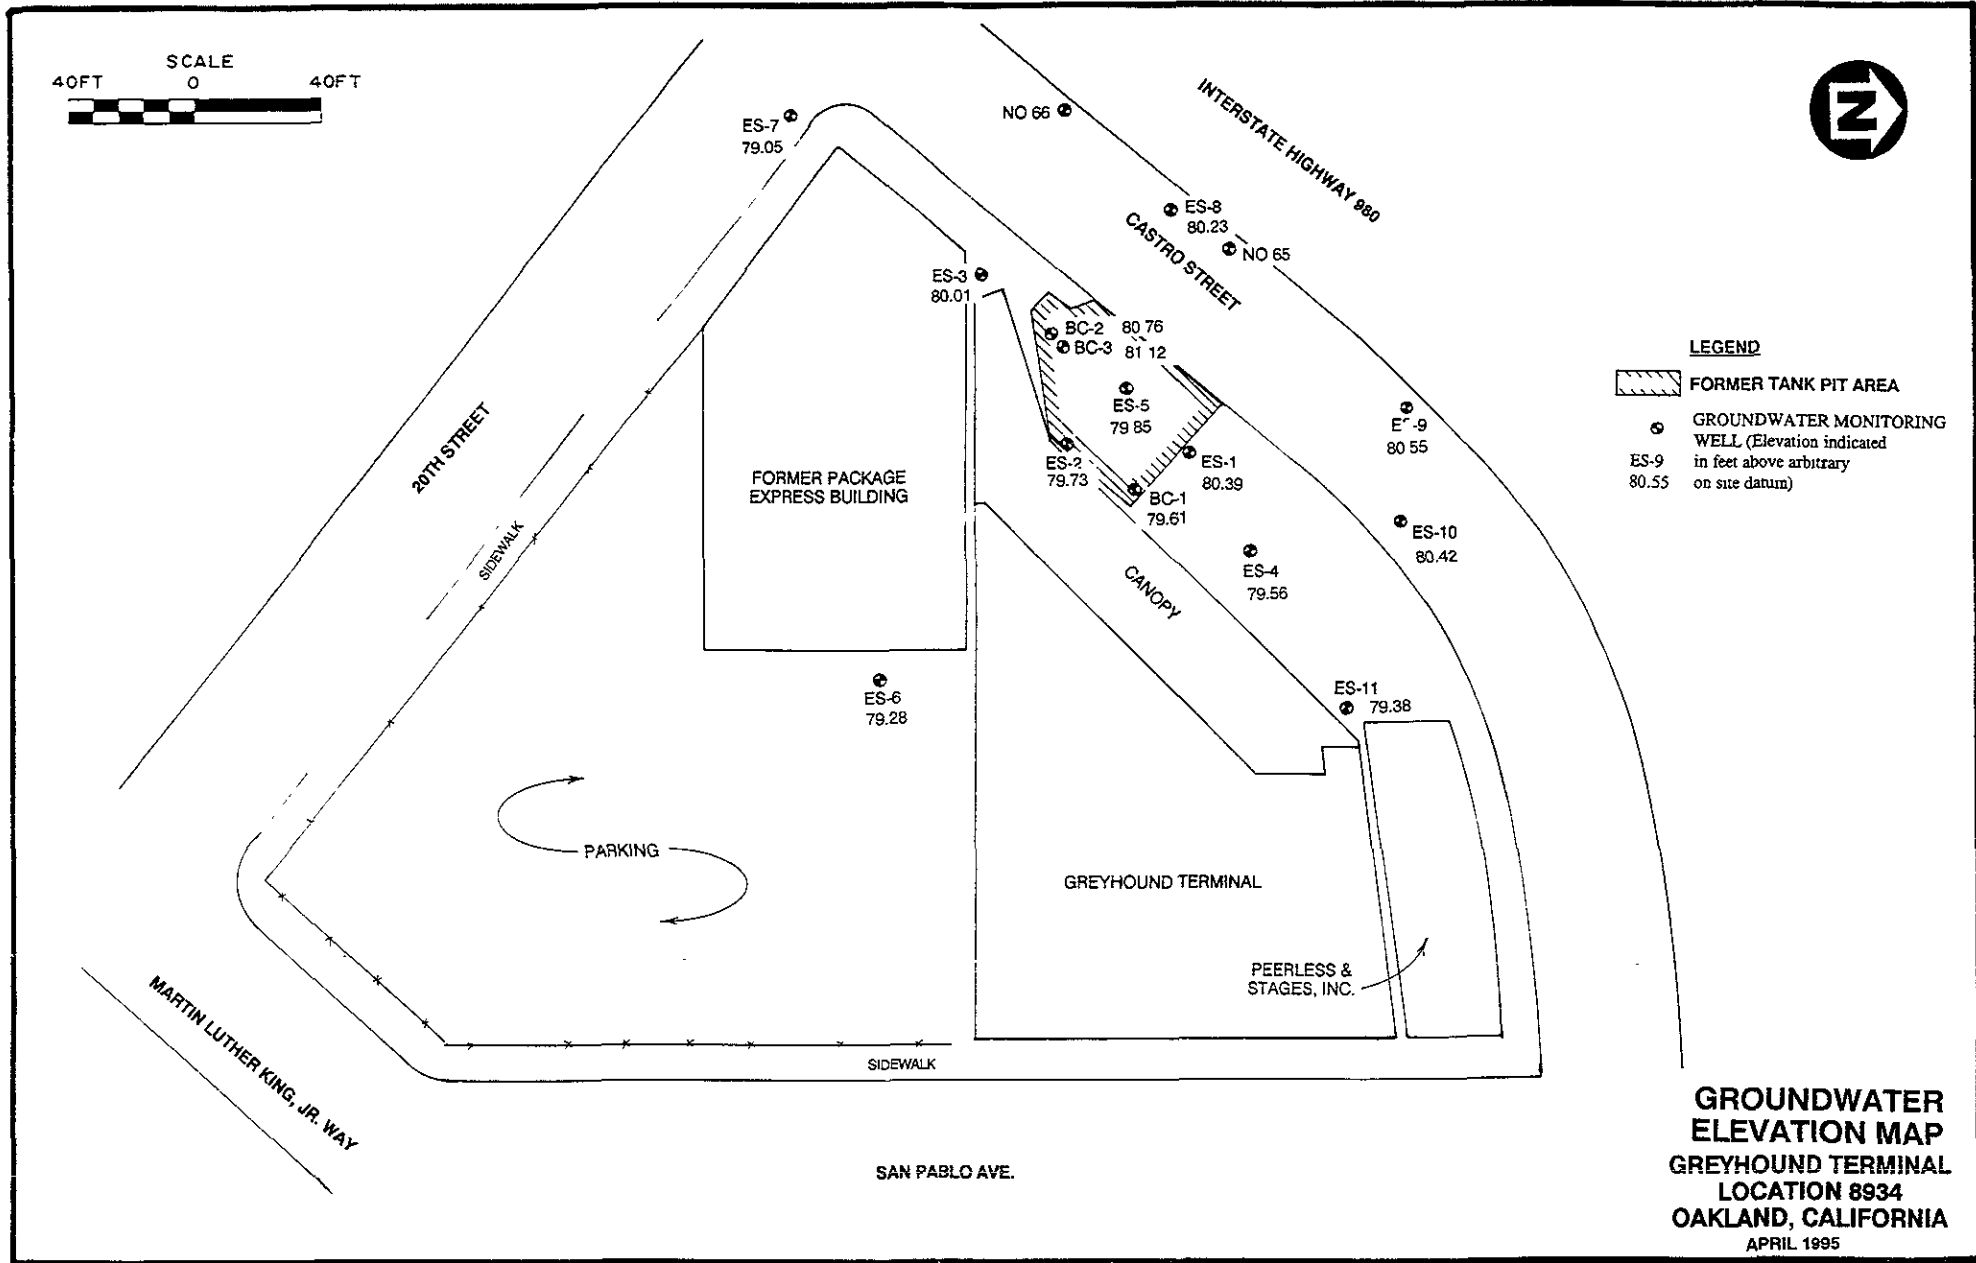 SCALE
40FT 0 40FT
N
ES-7
79.05
NO 66
INTERSTATE HIGHWAY 980
ES-8
80.23
NO 65
CASTRO STREET
ES-3
80.01
BC-2 80 76
BC-3 81 12
ES-5
79 85
ES-2
79.73
ES-1
80.39
BC-1
79.61
ES-4
79.56
80 55
ES-10
80.42
ES-11
79.38
ES-6
79.28
LEGEND
FORMER TANK PIT AREA
GROUNDWATER MONITORING
WELL (Elevation indicated
in feet above arbitrary
on site datum)
ES-9
80.55
20TH STREET
SIDEWALK
FORMER PACKAGE
EXPRESS BUILDING
CANOPY
PARKING
GREYHOUND TERMINAL
PEERLESS &
STAGES, INC.
SIDEWALK
MARTIN LUTHER KING, JR. WAY
SAN PABLO AVE.
GROUNDWATER
ELEVATION MAP
GREYHOUND TERMINAL
LOCATION 8934
OAKLAND, CALIFORNIA
APRIL 1995